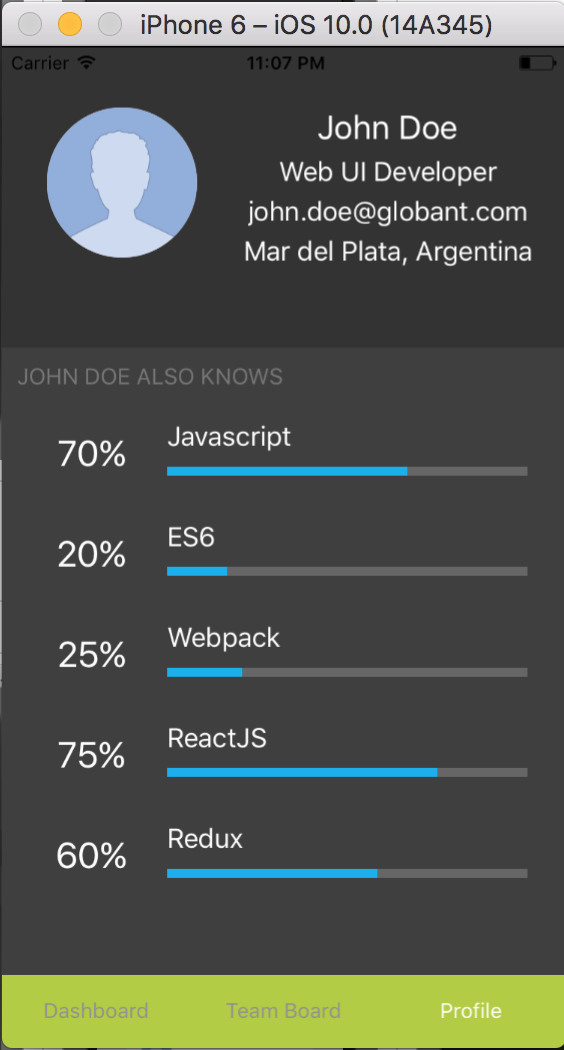 iPhone 6 – iOS 10.0 (14A345)
Carrier 11:07 PM
John Doe
Web UI Developer
john.doe@globant.com
Mar del Plata, Argentina
JOHN DOE ALSO KNOWS
70% Javascript
20% ES6
25% Webpack
75% ReactJS
60% Redux
Dashboard Team Board Profile